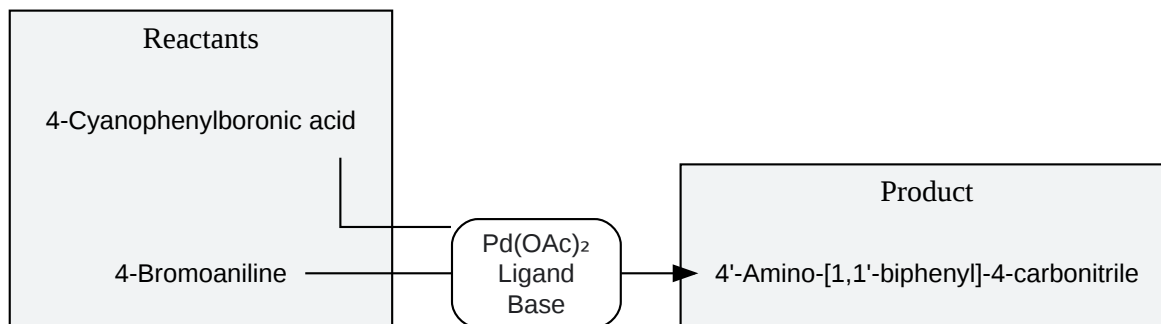 Reactants
4-Cyanophenylboronic acid
4-Bromoaniline
Pd(OAc)₂
Ligand
Base
Product
4'-Amino-[1,1'-biphenyl]-4-carbonitrile